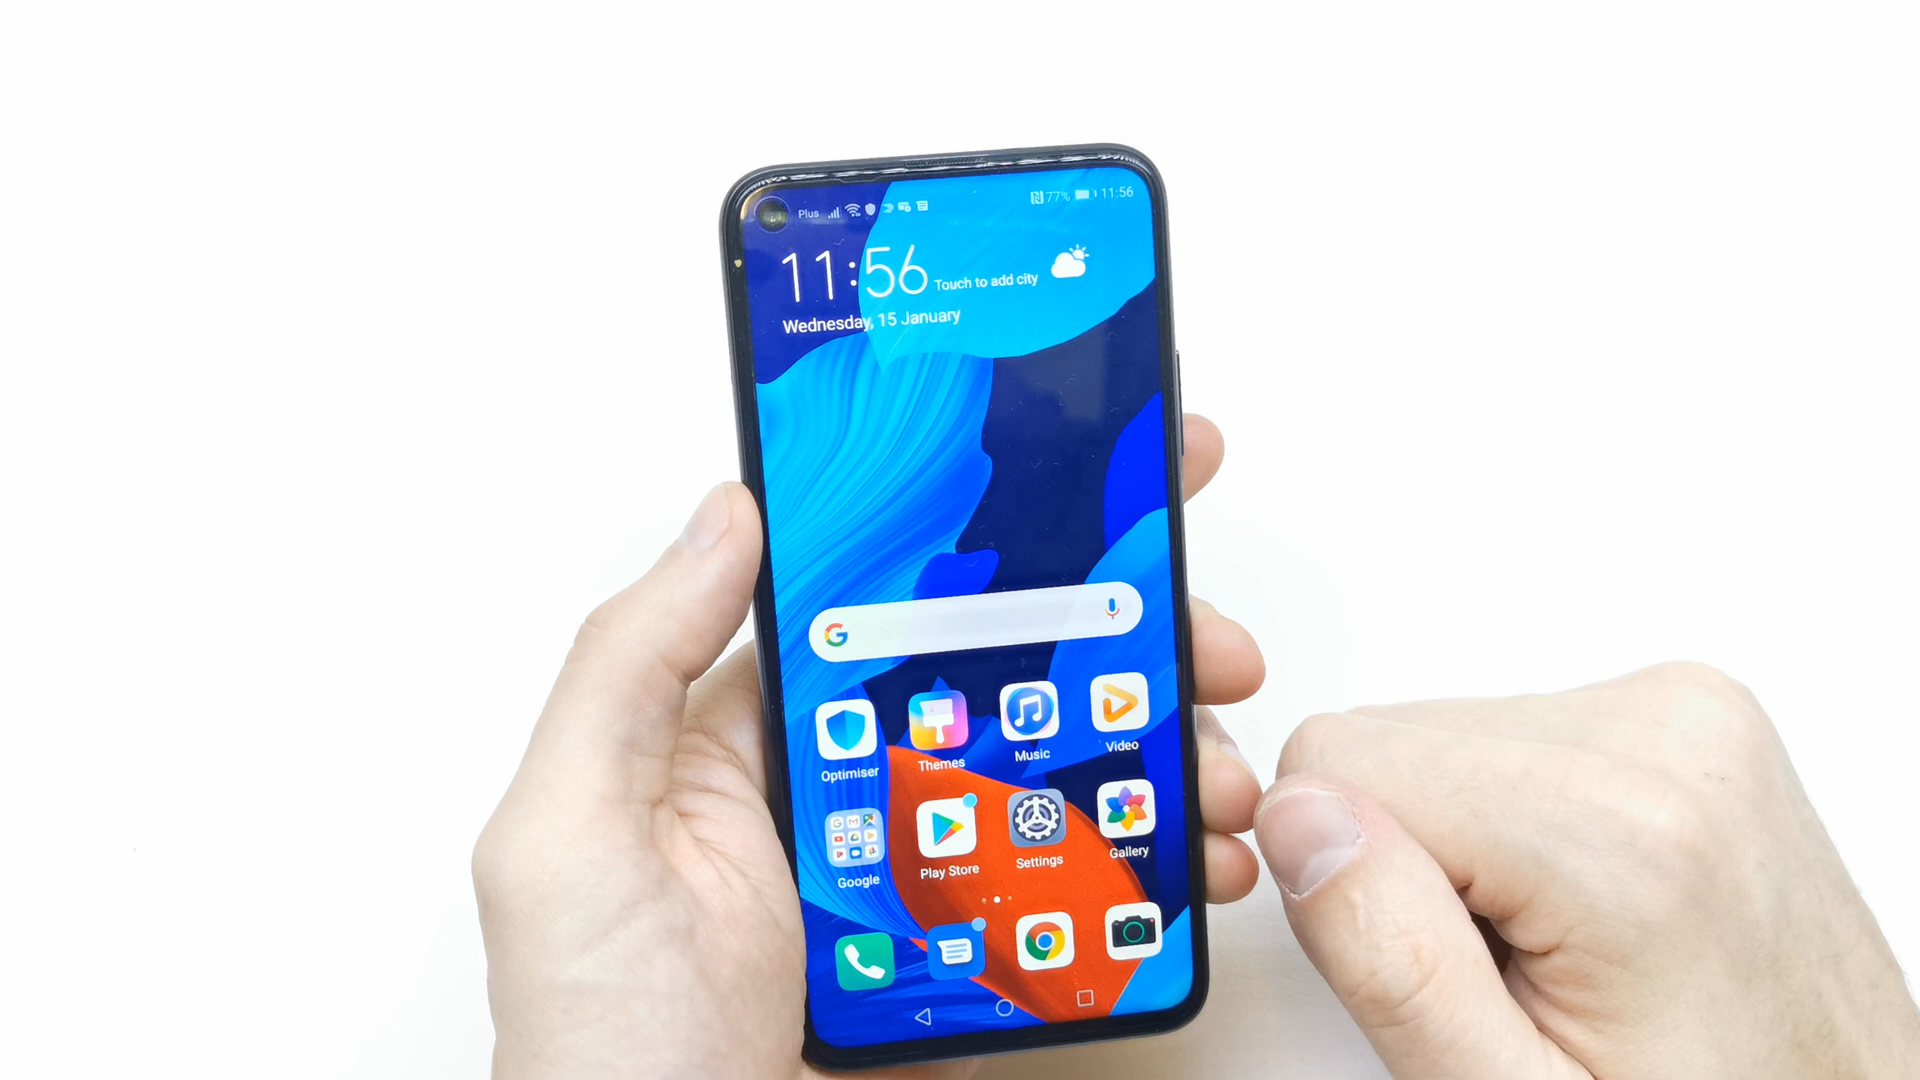 Plus 77% 11:56
11:56 Touch to add city
Wednesday, 15 January
G
Optimiser Themes Music Video
Google Play Store Settings Gallery